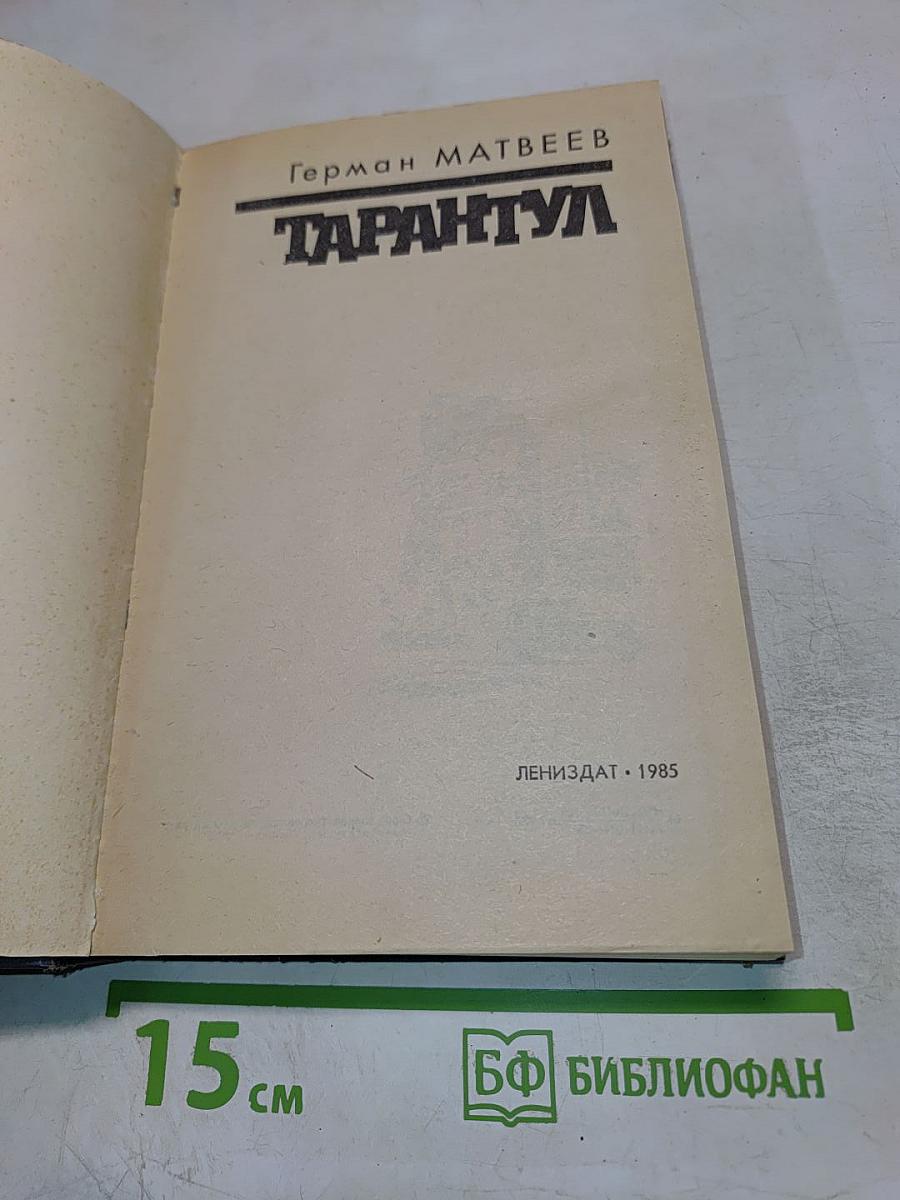 Герман МАТВЕЕВ
ТАРАНТУЛ
ЛЕНИЗДАТ • 1985
15 см
БФ БИБЛИОФАН